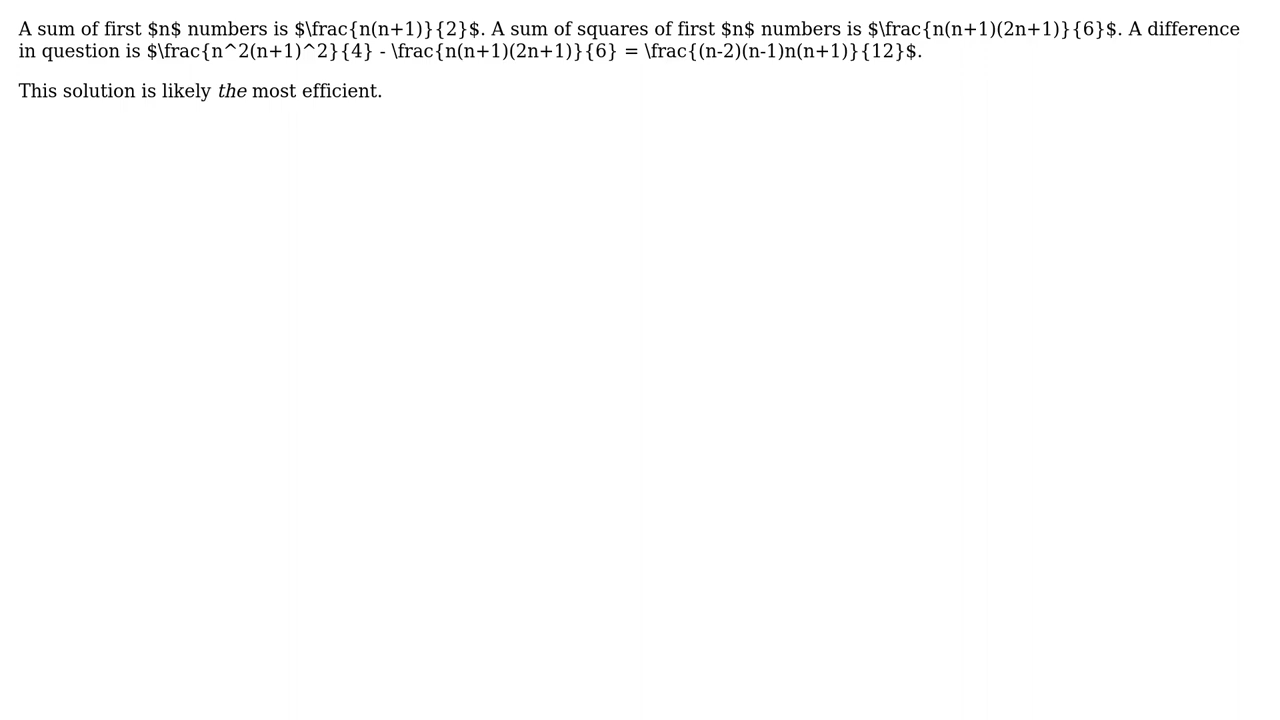 A sum of first $n$ numbers is $\frac{n(n+1)}{2}$. A sum of squares of first $n$ numbers is $\frac{n(n+1)(2n+1)}{6}$. A difference
in question is $\frac{n^2(n+1)^2}{4} - \frac{n(n+1)(2n+1)}{6} = \frac{(n-2)(n-1)n(n+1)}{12}$.
This solution is likely the most efficient.